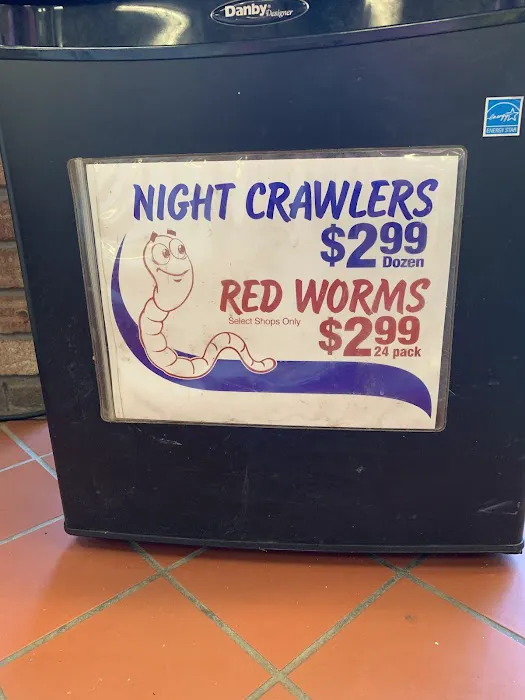 Danby Designer
ENERGY STAR
NIGHT CRAWLERS
$2.99
Dozen
RED WORMS
Select Shops Only
$2.99
24 pack